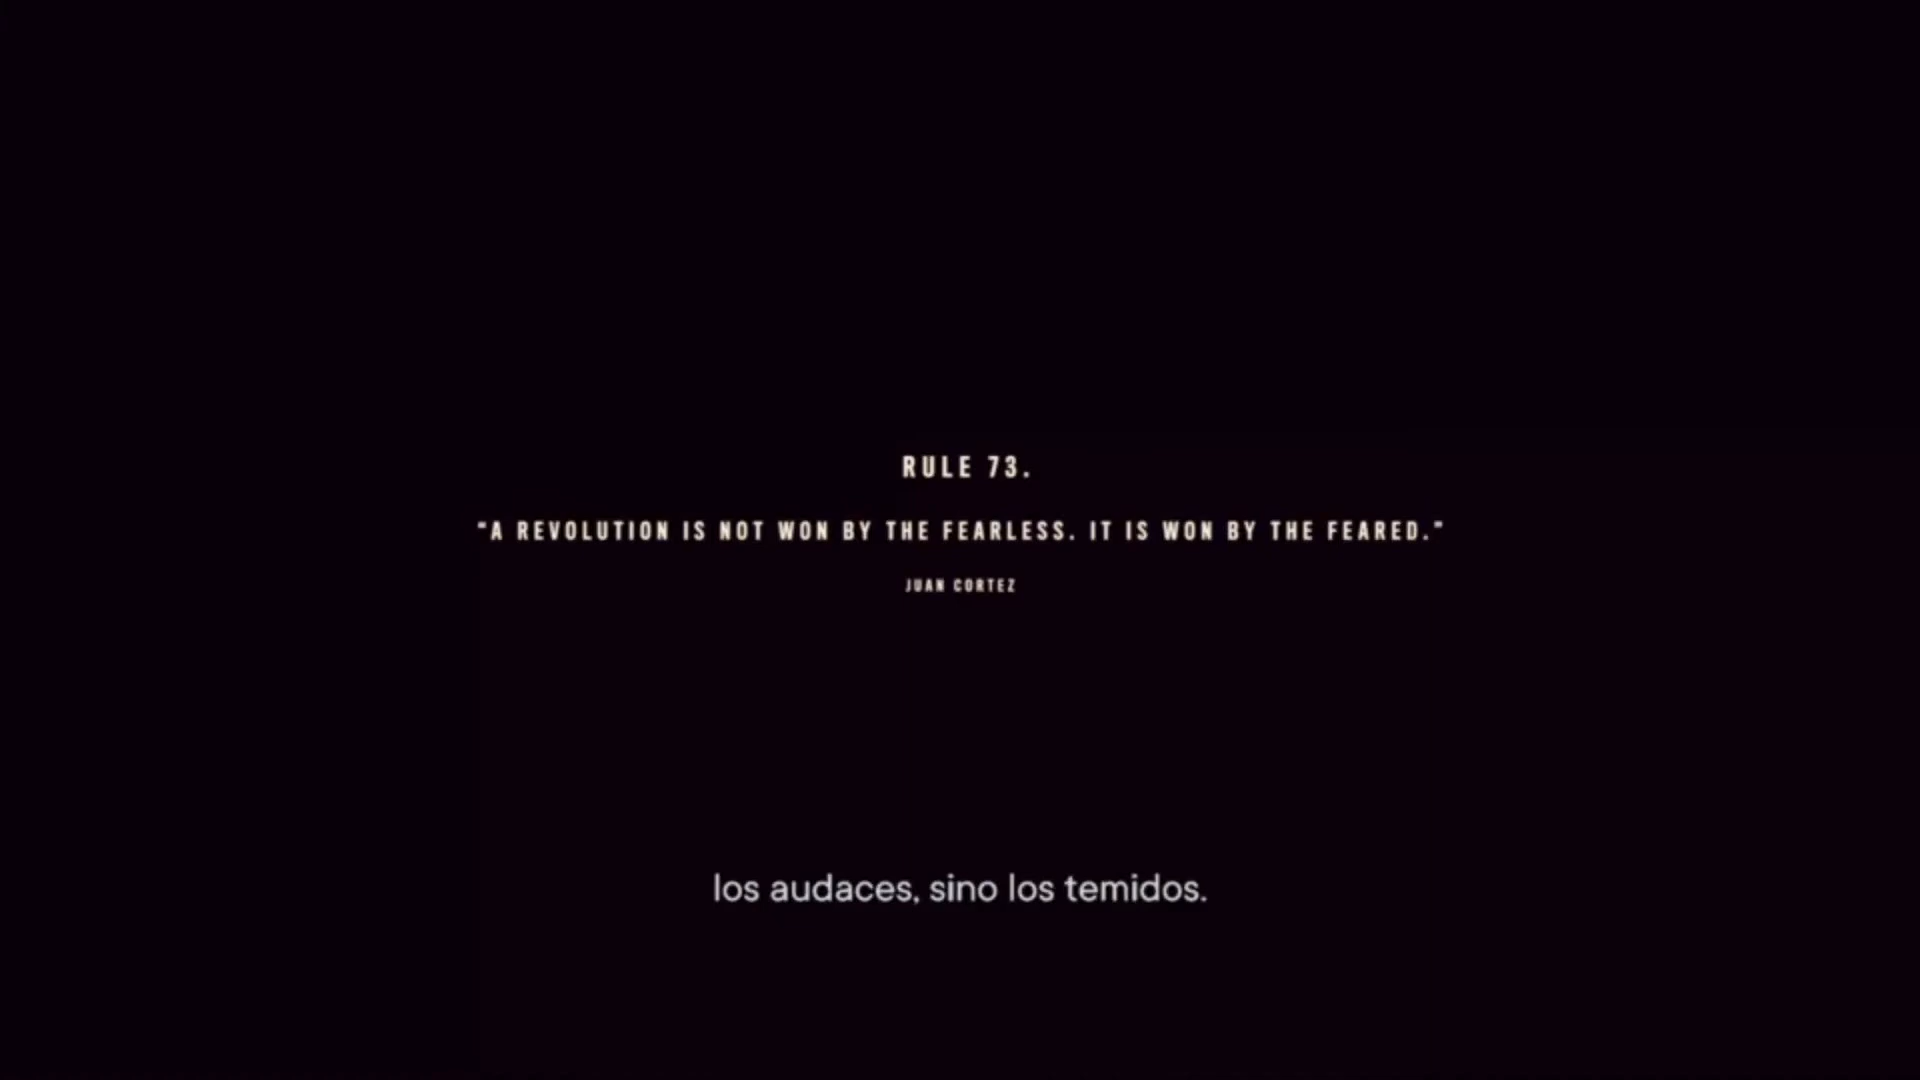 RULE 73.
"A REVOLUTION IS NOT WON BY THE FEARLESS. IT IS WON BY THE FEARED."
JUAN CORTEZ
los audaces, sino los temidos.